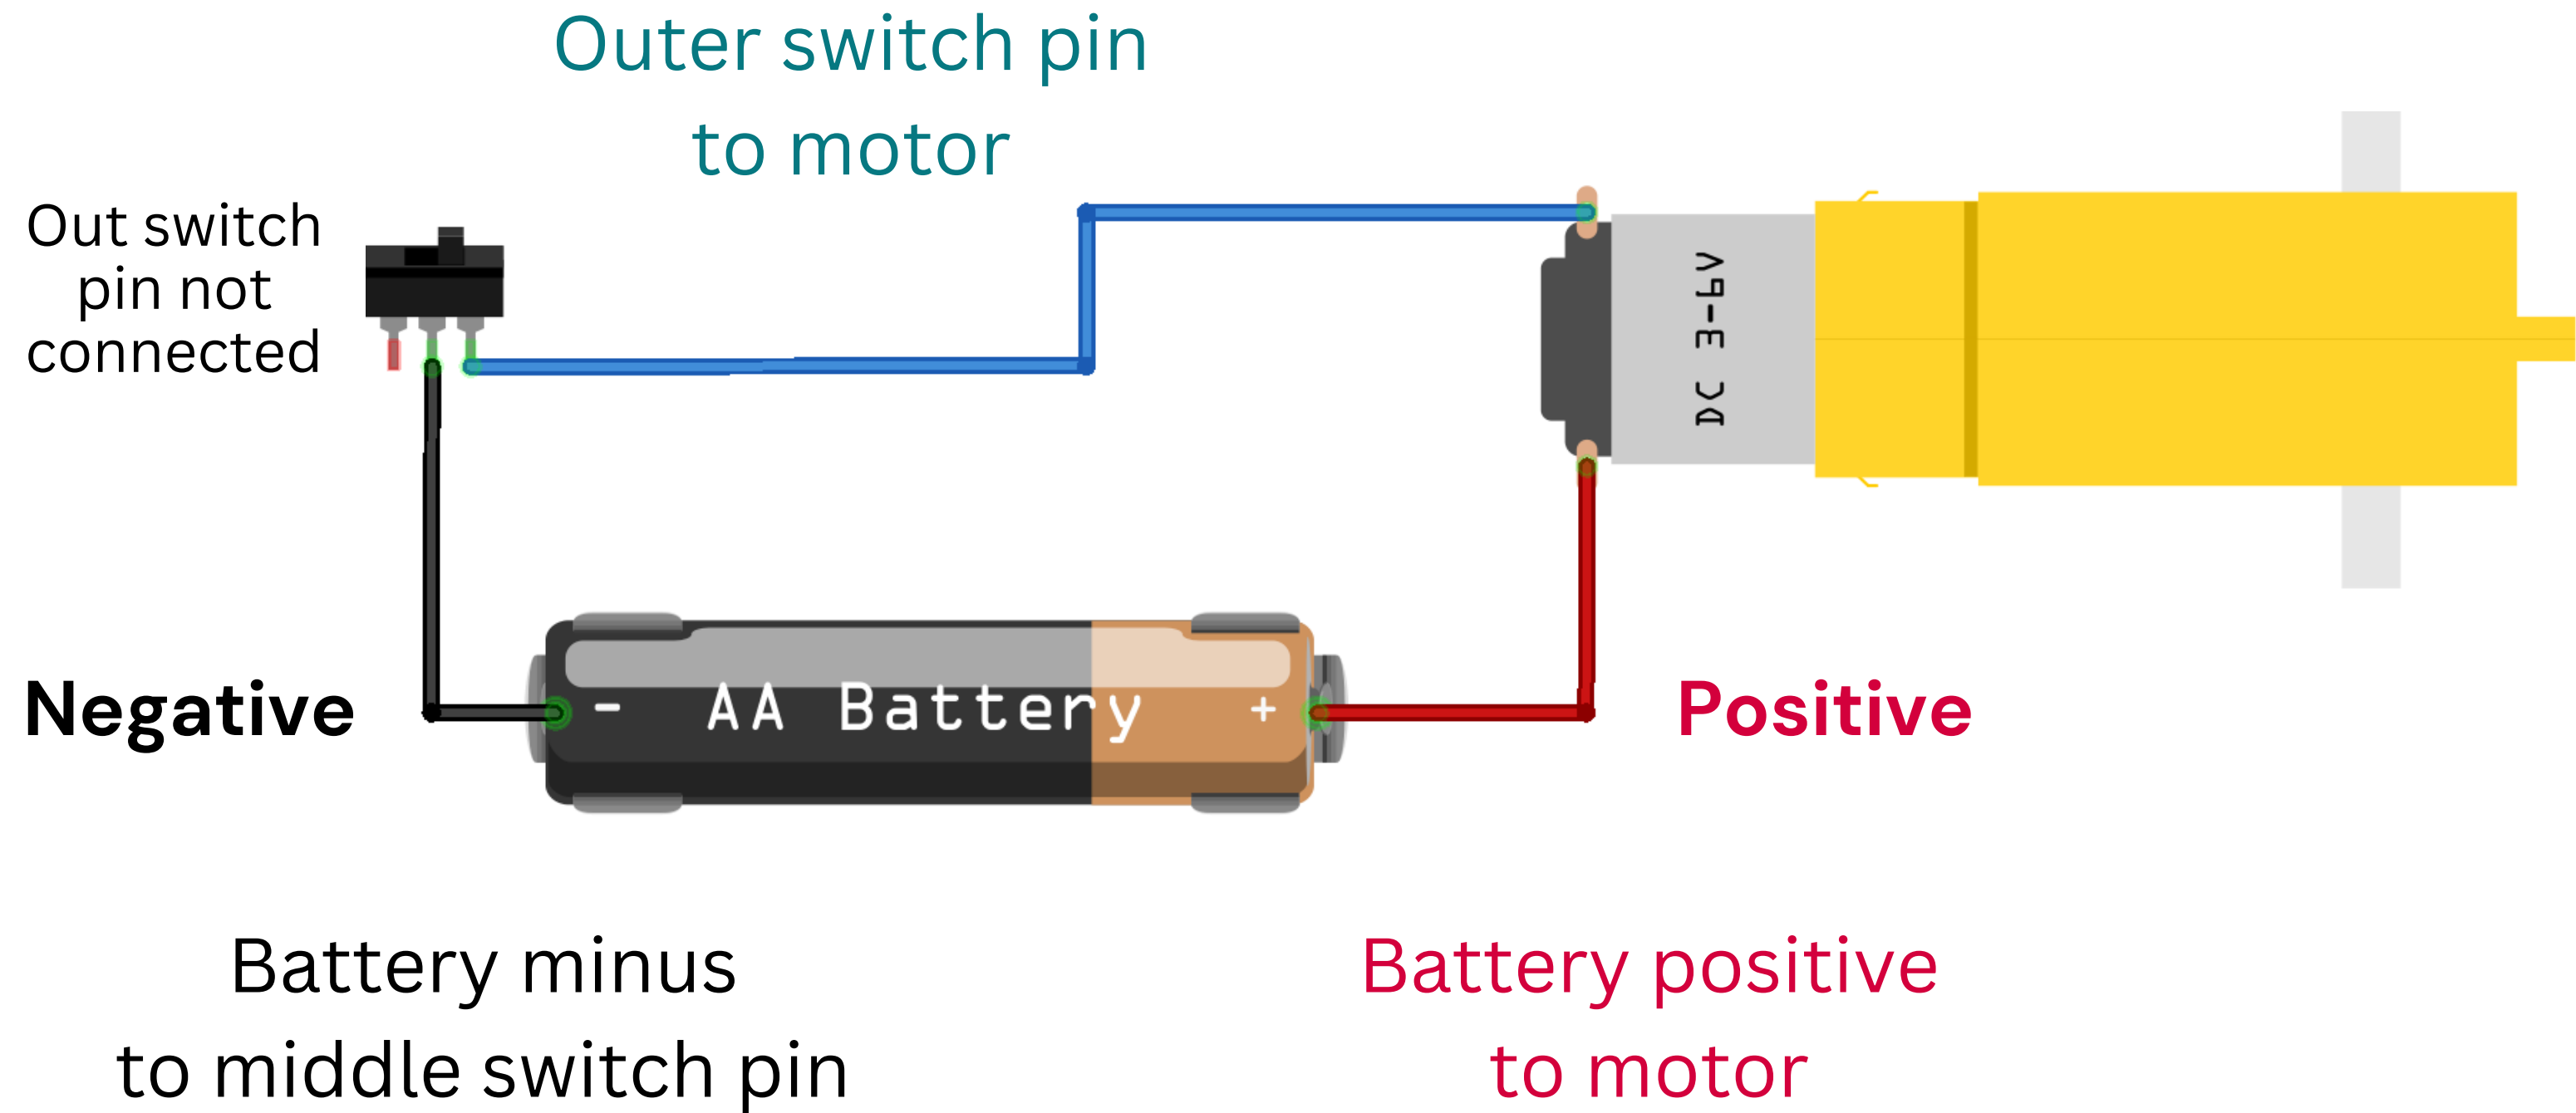 Outer switch pin
to motor
Out switch
pin not
connected
DC 3-6V
Negative
- AA Battery +
Positive
Battery minus
to middle switch pin
Battery positive
to motor